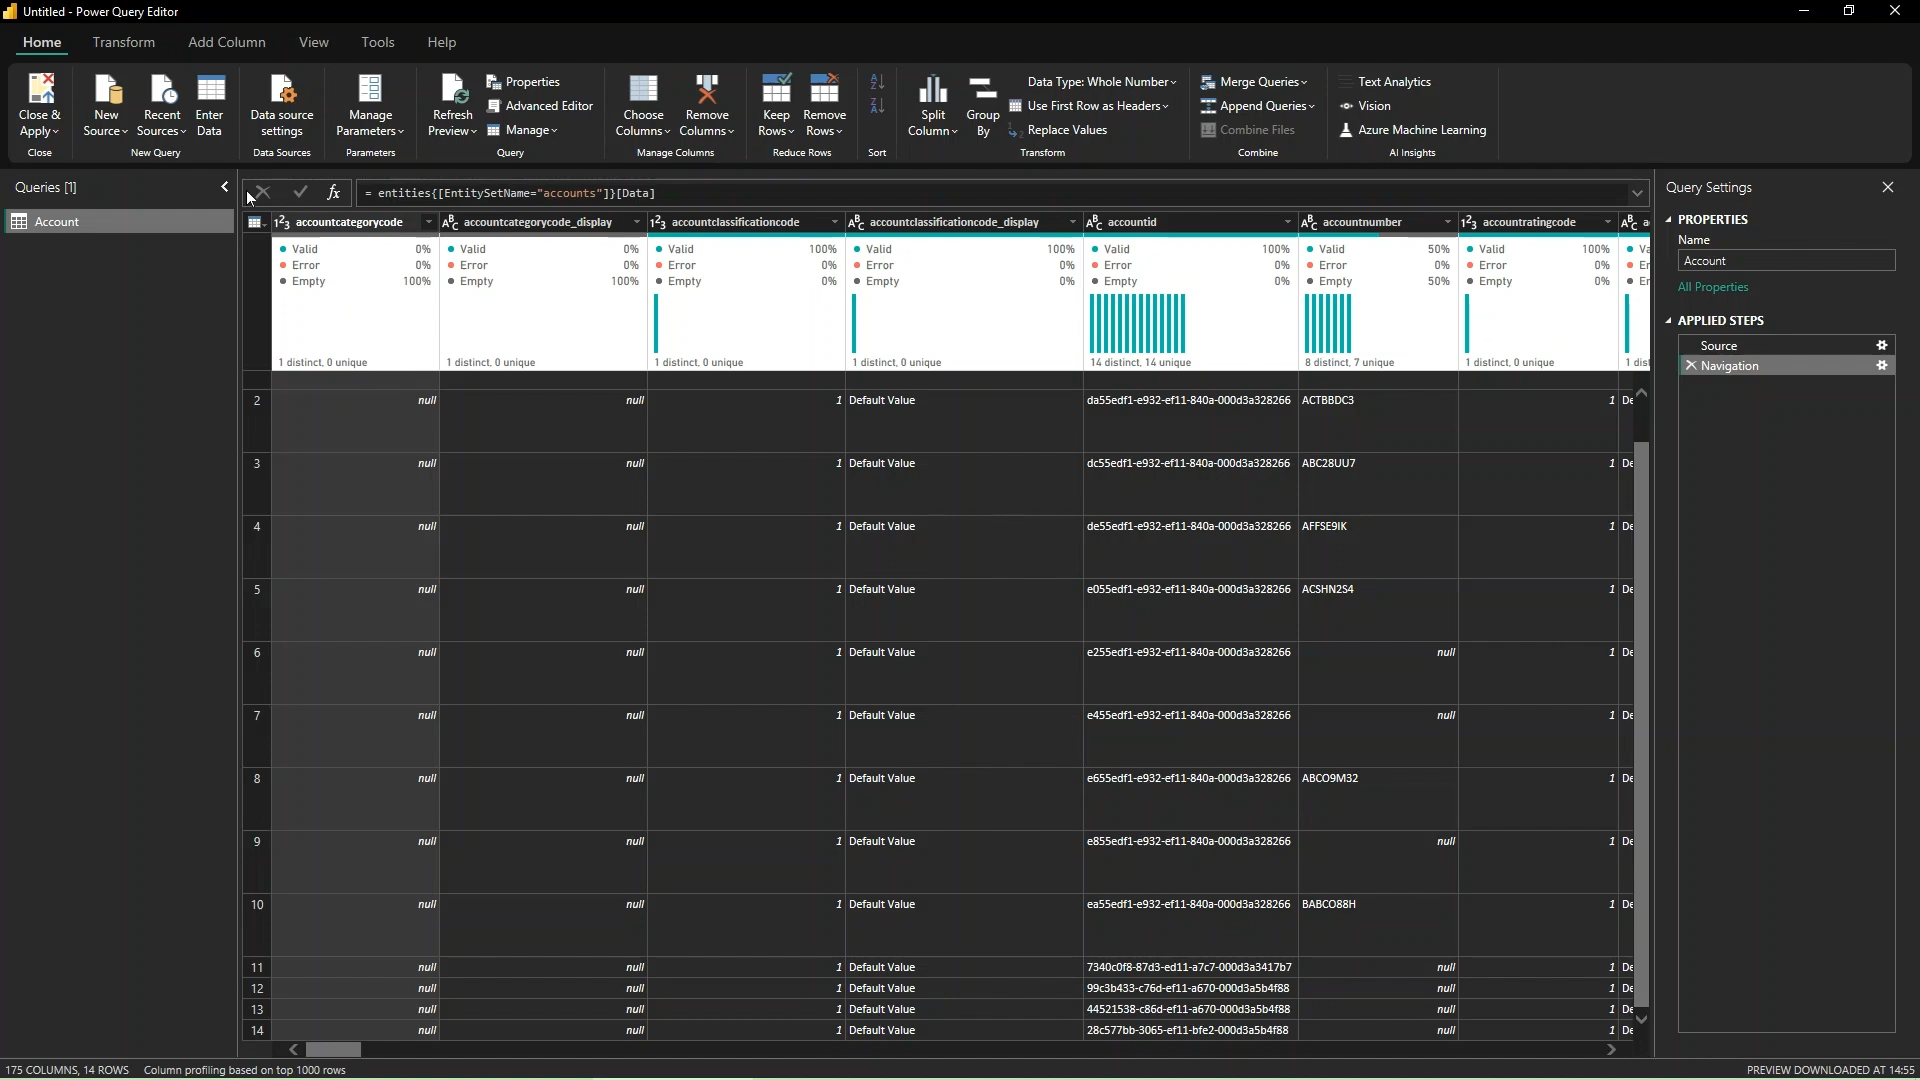 Untitled - Power Query Editor
Home Transform Add Column View Tools Help
Close & Apply
Close
New Source
Recent Sources
Enter Data
New Query
Data source settings
Data Sources
Manage Parameters
Parameters
Refresh Preview
Properties
Advanced Editor
Manage
Query
Choose Columns
Remove Columns
Manage Columns
Keep Rows
Remove Rows
Reduce Rows
Sort
Split Column
Group By
Data Type: Whole Number
Use First Row as Headers
Replace Values
Transform
Merge Queries
Append Queries
Combine Files
Combine
Text Analytics
Vision
Azure Machine Learning
AI Insights
Queries [1]
Account
fx = entities{[EntitySetName="accounts"]}[Data]
accountcategorycode accountcategorycode_display accountclassificationcode accountclassificationcode_display accountid accountnumber accountratingcode
Valid 0% Valid 0% Valid 100% Valid 100% Valid 100% Valid 50% Valid 100%
Error 0% Error 0% Error 0% Error 0% Error 0% Error 0% Error 0%
Empty 100% Empty 100% Empty 0% Empty 0% Empty 0% Empty 50% Empty 0%
1 distinct, 0 unique 1 distinct, 0 unique 1 distinct, 0 unique 1 distinct, 0 unique 14 distinct, 14 unique 8 distinct, 7 unique 1 distinct, 0 unique
2 null null 1 Default Value da55edf1-e932-ef11-840a-000d3a328266 ACTBBDC3 1
3 null null 1 Default Value dc55edf1-e932-ef11-840a-000d3a328266 ABC28UU7 1
4 null null 1 Default Value de55edf1-e932-ef11-840a-000d3a328266 AFFSE9IK 1
5 null null 1 Default Value e055edf1-e932-ef11-840a-000d3a328266 ACSHN2S4 1
6 null null 1 Default Value e255edf1-e932-ef11-840a-000d3a328266 null 1
7 null null 1 Default Value e455edf1-e932-ef11-840a-000d3a328266 null 1
8 null null 1 Default Value e655edf1-e932-ef11-840a-000d3a328266 ABCO9M32 1
9 null null 1 Default Value e855edf1-e932-ef11-840a-000d3a328266 null 1
10 null null 1 Default Value ea55edf1-e932-ef11-840a-000d3a328266 BABCO88H 1
11 null null 1 Default Value 7340c0f8-87d3-ed11-a7c7-000d3a3417b7 null 1
12 null null 1 Default Value 99c3b433-c76d-ef11-a670-000d3a5b4f88 null 1
13 null null 1 Default Value 44521538-c86d-ef11-a670-000d3a5b4f88 null 1
14 null null 1 Default Value 28c577bb-3065-ef11-bfe2-000d3a5b4f88 null 1
Query Settings
PROPERTIES
Name
Account
All Properties
APPLIED STEPS
Source
Navigation
175 COLUMNS, 14 ROWS Column profiling based on top 1000 rows
PREVIEW DOWNLOADED AT 14:55